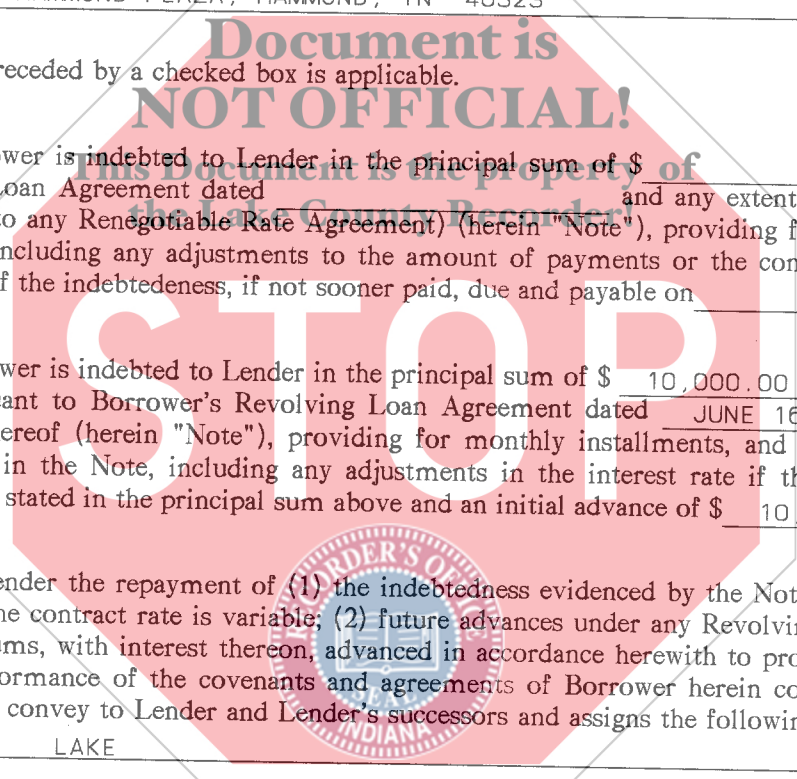 HAMMOND PLAZA, HAMMOND, IN 46323
Document is
receded by a checked box is applicable.
NOT OFFICIAL!
wer is indebted to Lender in the principal sum of $
This Document is the property of
Loan Agreement dated and any extent
the Lake County Recorder!
to any Renegotiable Rate Agreement) (herein "Note"), providing f
ncluding any adjustments to the amount of payments or the con
f the indebtedeness, if not sooner paid, due and payable on
STOP
wer is indebted to Lender in the principal sum of $ 10,000.00
ant to Borrower's Revolving Loan Agreement dated JUNE 16
ereof (herein "Note"), providing for monthly installments, and
in the Note, including any adjustments in the interest rate if th
stated in the principal sum above and an initial advance of $ 10,
RECORDER'S OFFICE
ender the repayment of (1) the indebtedness evidenced by the Not
he contract rate is variable; (2) future advances under any Revolvi
ms, with interest thereon, advanced in accordance herewith to pro
ormance of the covenants and agreements of Borrower herein co
SEAL
convey to Lender and Lender's successors and assigns the followin
INDIANA
LAKE